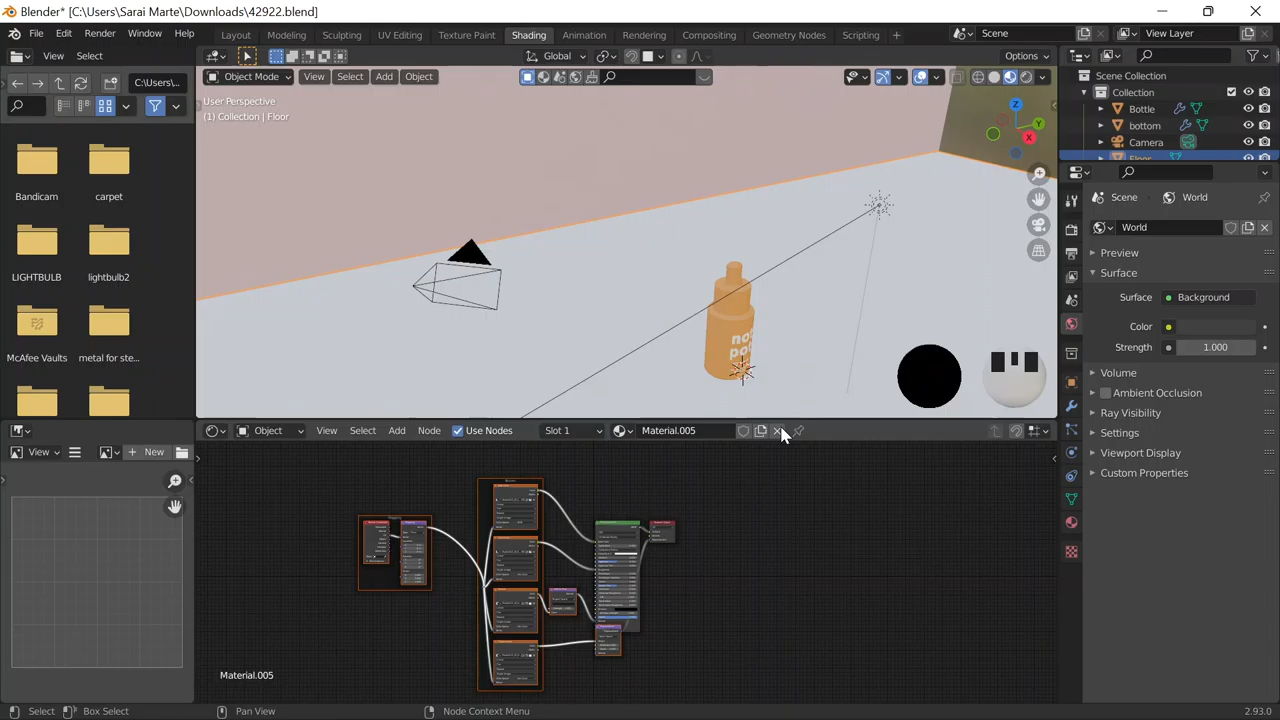 Blender* [C:\Users\Sarai Marte\Downloads\42922.blend]
File Edit Render Window Help
Layout Modeling Sculpting UV Editing Texture Paint Shading Animation Rendering Compositing Geometry Nodes Scripting
Scene
View Layer
View Select
Global
Options
Object Mode View Select Add Object
User Perspective
(1) Collection | Floor
C:\Users\...
Bandicam
carpet
LIGHTBULB
lightbulb2
McAfee Vaults
metal for ste...
Z
Y
X
Scene Collection
Collection
Bottle
bottom
Camera
Floor
Scene World
World
Preview
Surface
Surface Background
Color
Strength 1.000
Volume
Ambient Occlusion
Ray Visibility
Settings
Viewport Display
Custom Properties
View New
Object View Select Add Node Use Nodes Slot 1 Material.005
Material.005
Select Box Select Pan View Node Context Menu 2.93.0